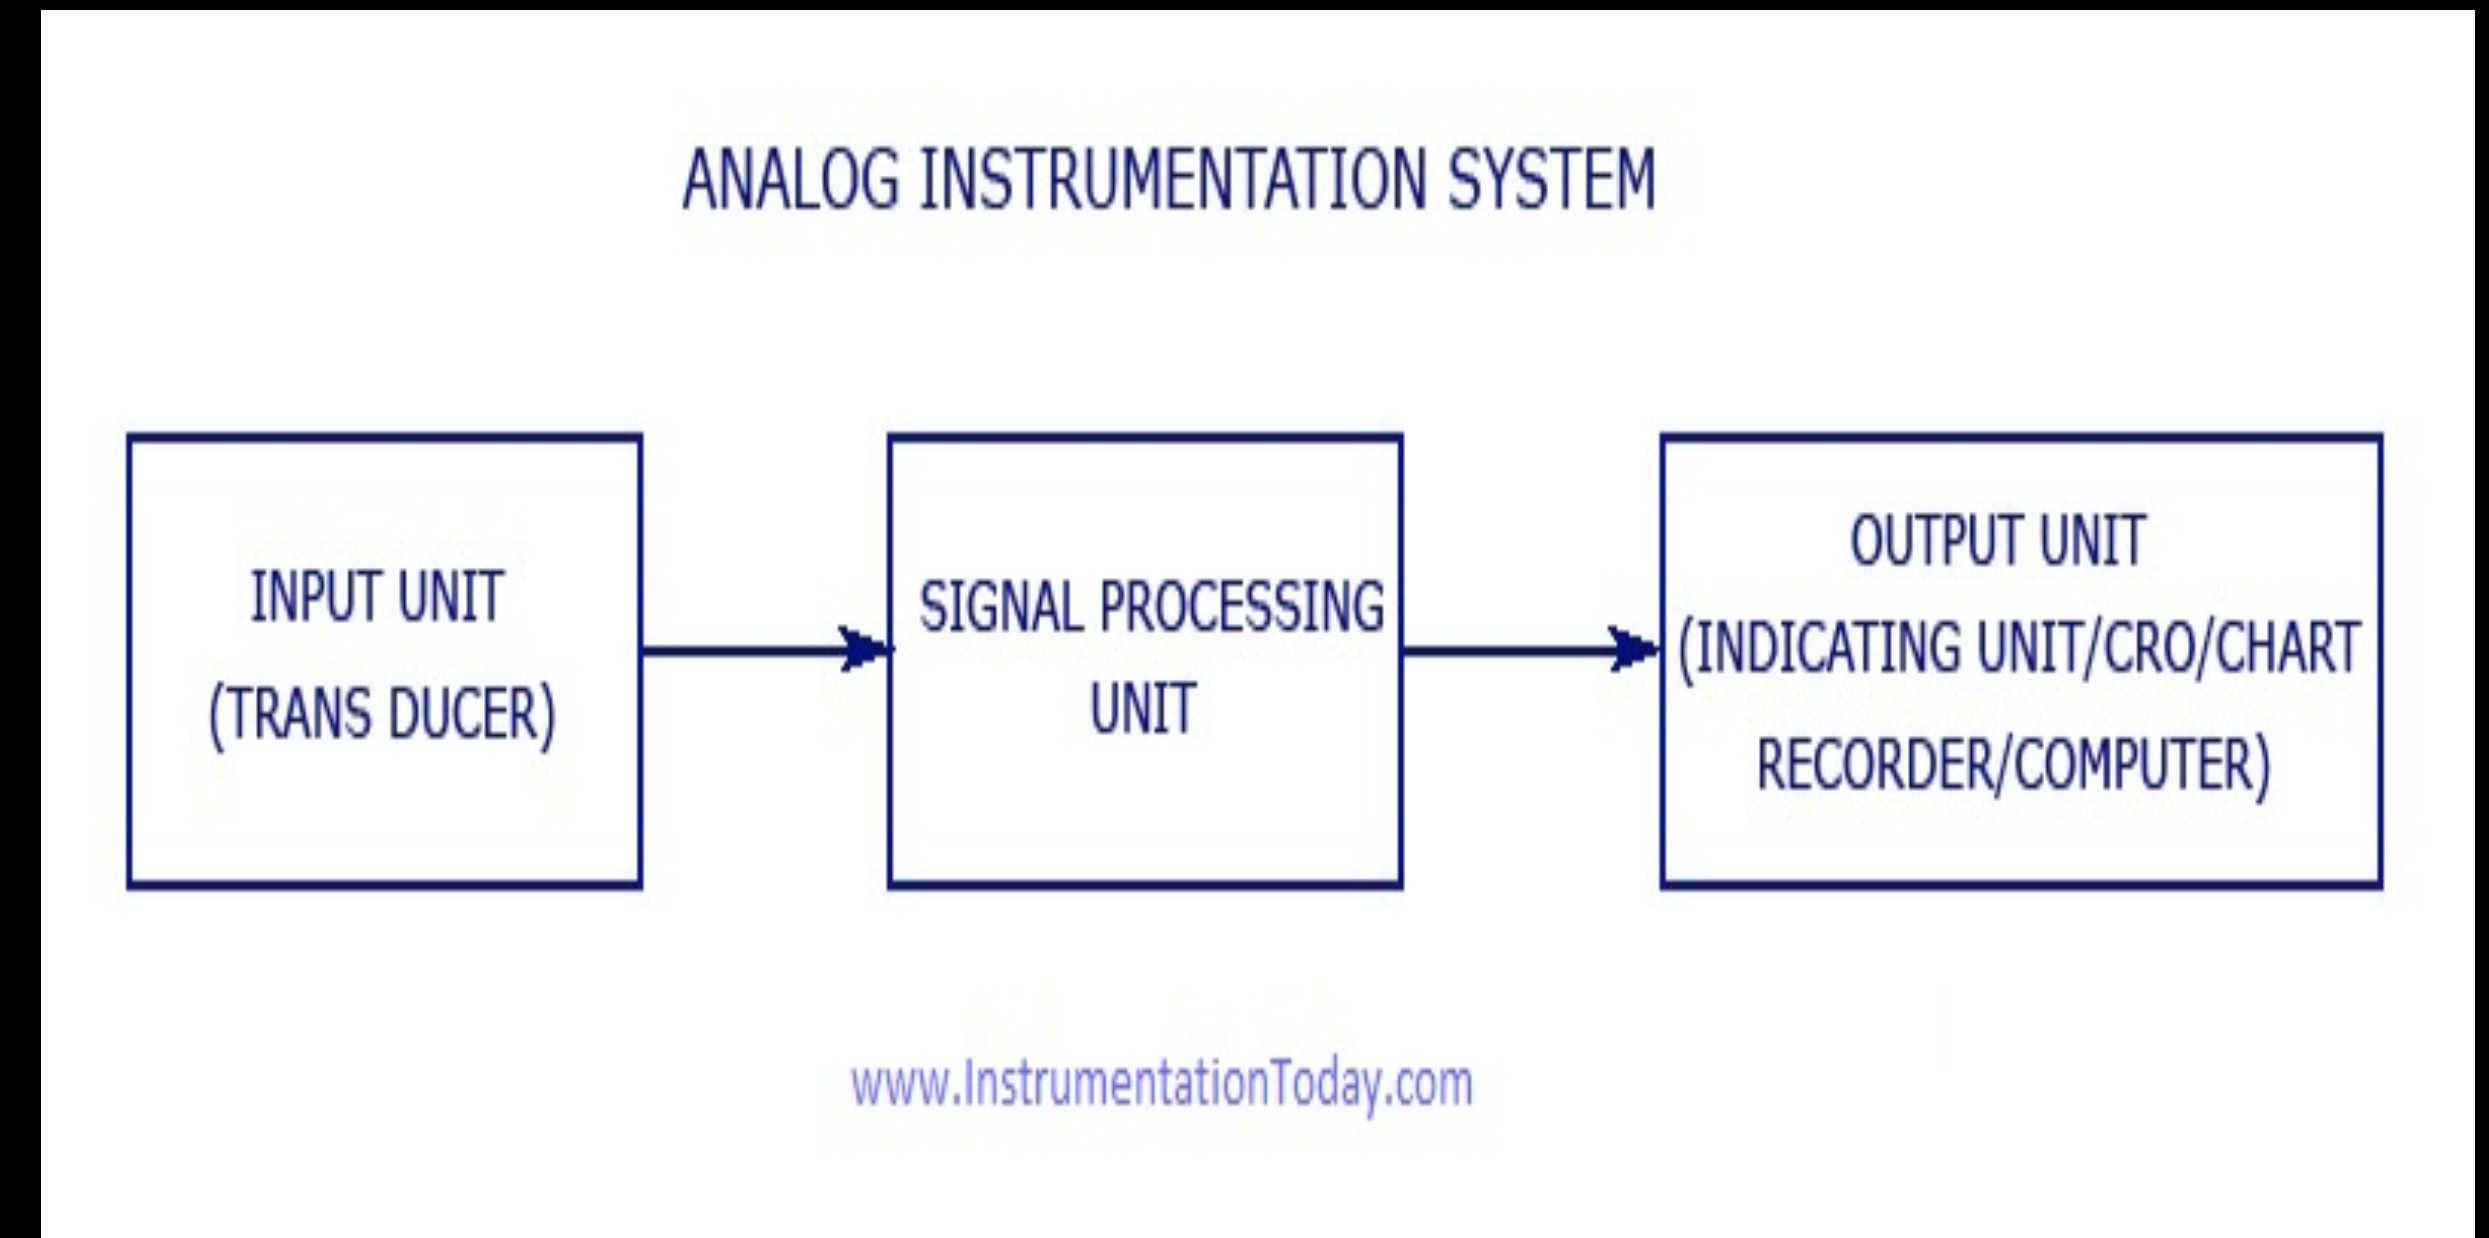 ANALOG INSTRUMENTATION SYSTEM
INPUT UNIT
(TRANS DUCER)
SIGNAL PROCESSING
UNIT
OUTPUT UNIT
(INDICATING UNIT/CRO/CHART
RECORDER/COMPUTER)
www.InstrumentationToday.com